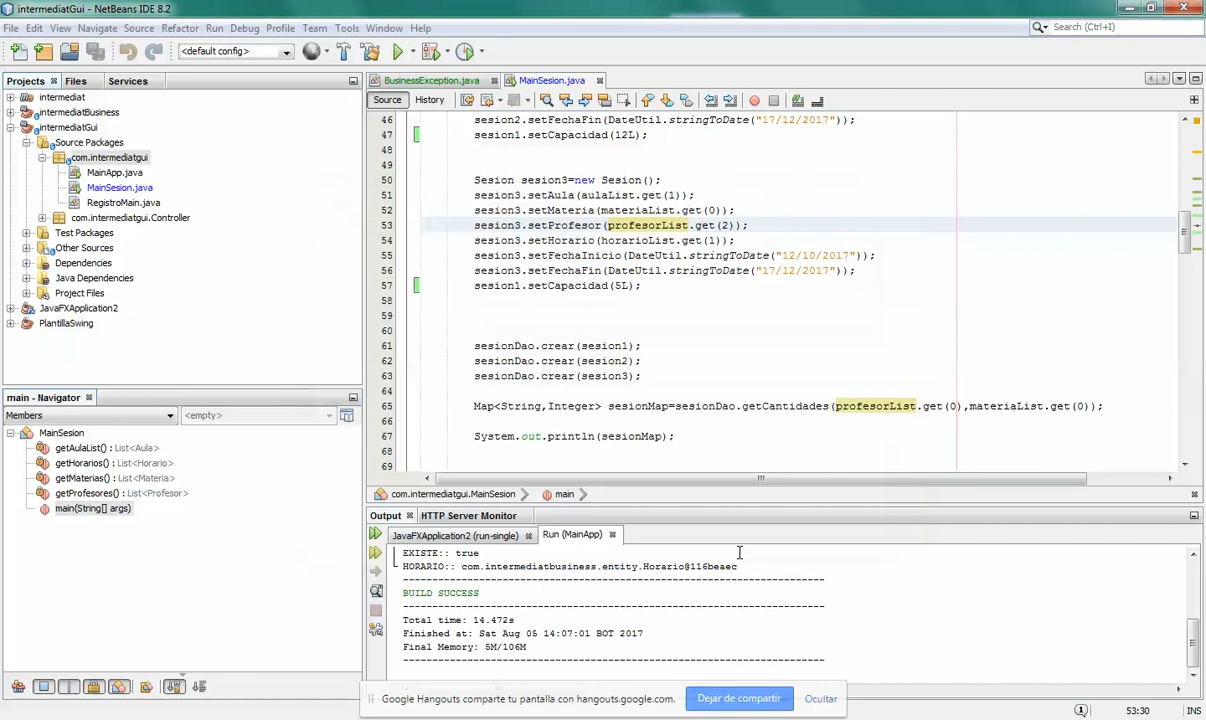 intermediatGui - NetBeans IDE 8.2
File Edit View Navigate Source Refactor Run Debug Profile Team Tools Window Help
Search (Ctrl+I)
<default config>
Projects Files Services
intermediat
intermediatBusiness
intermediatGui
Source Packages
com.intermediatgui
MainApp.java
MainSesion.java
RegistroMain.java
com.intermediatgui.Controller
Test Packages
Other Sources
Dependencies
Java Dependencies
Project Files
JavaFXApplication2
PlantillaSwing
main - Navigator
Members <empty>
MainSesion
getAulaList() : List<Aula>
getHorarios() : List<Horario>
getMaterias() : List<Materia>
getProfesores() : List<Profesor>
main(String[] args)
BusinessException.java MainSesion.java
Source History
46 sesion2.setFechaFin(DateUtil.stringToDate("17/12/2017"));
47 sesion1.setCapacidad(12L);
48
49
50 Sesion sesion3=new Sesion();
51 sesion3.setAula(aulaList.get(1));
52 sesion3.setMateria(materiaList.get(0));
53 sesion3.setProfesor(profesorList.get(2));
54 sesion3.setHorario(horarioList.get(1));
55 sesion3.setFechaInicio(DateUtil.stringToDate("12/10/2017"));
56 sesion3.setFechaFin(DateUtil.stringToDate("17/12/2017"));
57 sesion1.setCapacidad(5L);
58
59
60
61 sesionDao.crear(sesion1);
62 sesionDao.crear(sesion2);
63 sesionDao.crear(sesion3);
64
65 Map<String,Integer> sesionMap=sesionDao.getCantidades(profesorList.get(0),materiaList.get(0));
66
67 System.out.println(sesionMap);
68
69
com.intermediatgui.MainSesion main
Output HTTP Server Monitor
JavaFXApplication2 (run-single) Run (MainApp)
EXISTE:: true
HORARIO:: com.intermediatbusiness.entity.Horario@116beaec
------------------------------------------------------------------------
BUILD SUCCESS
------------------------------------------------------------------------
Total time: 14.472s
Finished at: Sat Aug 05 14:07:01 BOT 2017
Final Memory: 5M/106M
------------------------------------------------------------------------
Google Hangouts comparte tu pantalla con hangouts.google.com. Dejar de compartir Ocultar
53:30 INS